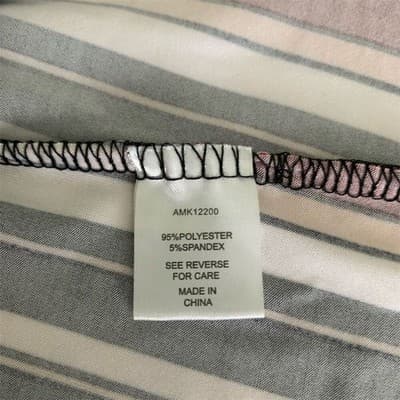 AMK12200
95%POLYESTER
5%SPANDEX
SEE REVERSE
FOR CARE
MADE IN
CHINA